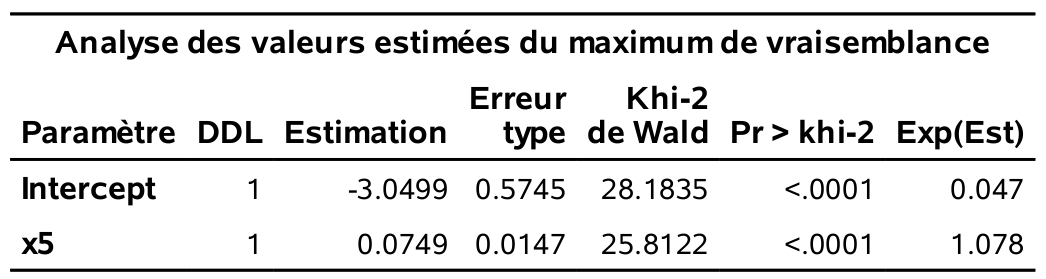 Analyse des valeurs estimées du maximum de vraisemblance
Paramètre DDL Estimation Erreur type Khi-2 de Wald Pr > khi-2 Exp(Est)
Intercept 1 -3.0499 0.5745 28.1835 <.0001 0.047
x5 1 0.0749 0.0147 25.8122 <.0001 1.078